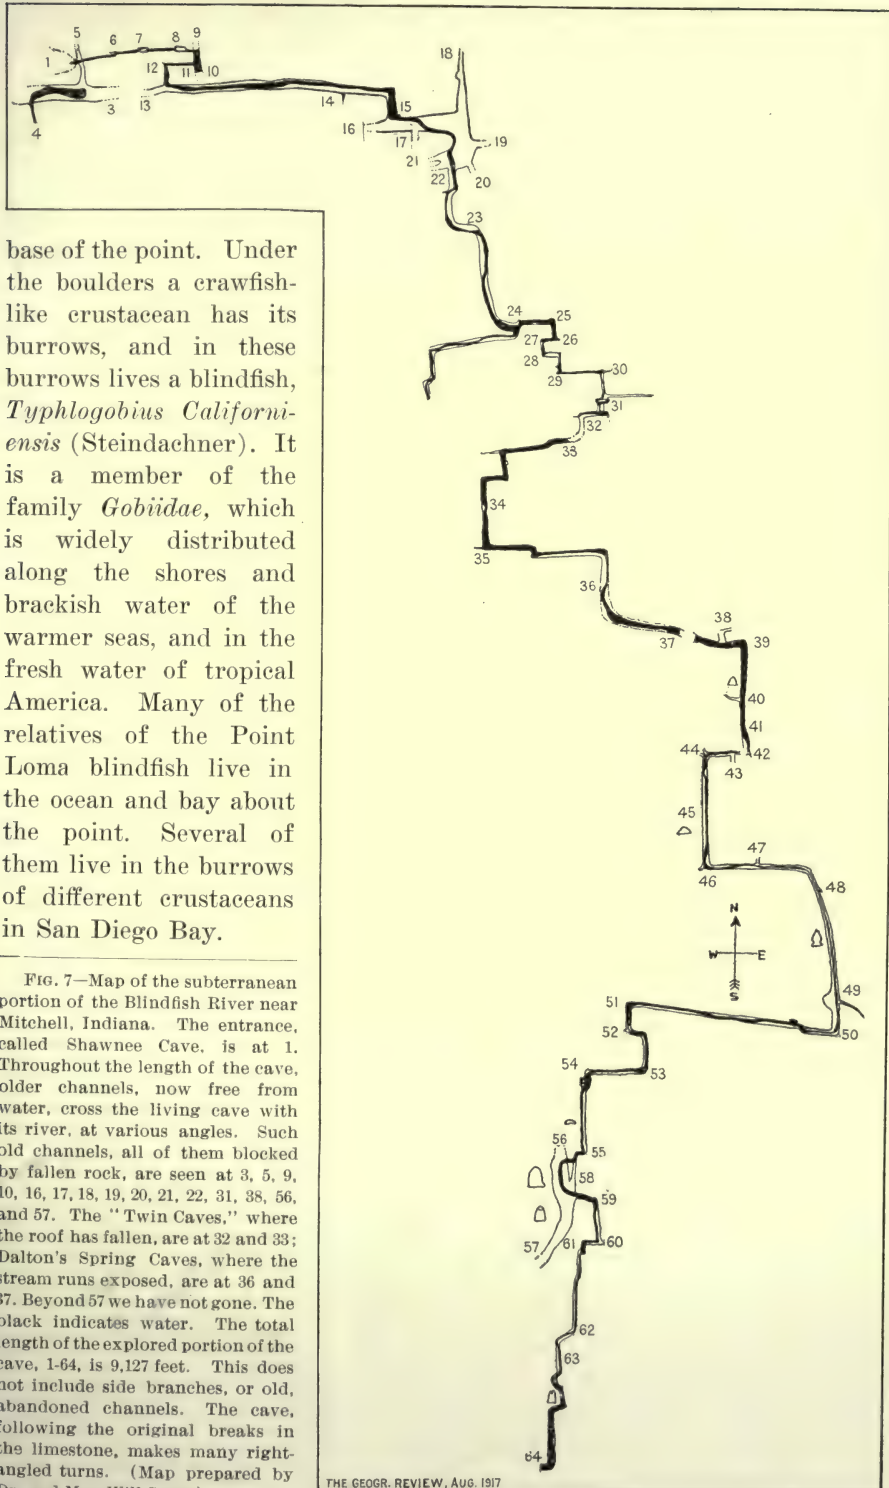 5
9
6
7
8
1
12
11
10
3
13
4
14
15
16
17
18
19
21
22
20
23
24
25
27
26
28
29
30
31
32
33
34
35
36
37
38
39
40
41
44
42
43
45
46
47
48
N
W
E
S
49
51
50
52
54
53
56
55
58
59
57
61
60
62
63
64
THE GEOGR. REVIEW, AUG. 1917
base of the point. Under
the boulders a crawfish-
like crustacean has its
burrows, and in these
burrows lives a blindfish,
Typhlogobius Californi-
ensis (Steindachner). It
is a member of the
family Gobiidae, which
is widely distributed
along the shores and
brackish water of the
warmer seas, and in the
fresh water of tropical
America. Many of the
relatives of the Point
Loma blindfish live in
the ocean and bay about
the point. Several of
them live in the burrows
of different crustaceans
in San Diego Bay.
FIG. 7—Map of the subterranean
portion of the Blindfish River near
Mitchell, Indiana. The entrance,
called Shawnee Cave, is at 1.
Throughout the length of the cave,
older channels, now free from
water, cross the living cave with
its river, at various angles. Such
old channels, all of them blocked
by fallen rock, are seen at 3, 5, 9,
10, 16, 17, 18, 19, 20, 21, 22, 31, 38, 56,
and 57. The "Twin Caves," where
the roof has fallen, are at 32 and 33;
Dalton's Spring Caves, where the
stream runs exposed, are at 36 and
37. Beyond 57 we have not gone. The
black indicates water. The total
length of the explored portion of the
cave, 1-64, is 9,127 feet. This does
not include side branches, or old,
abandoned channels. The cave,
following the original breaks in
the limestone, makes many right-
angled turns. (Map prepared by